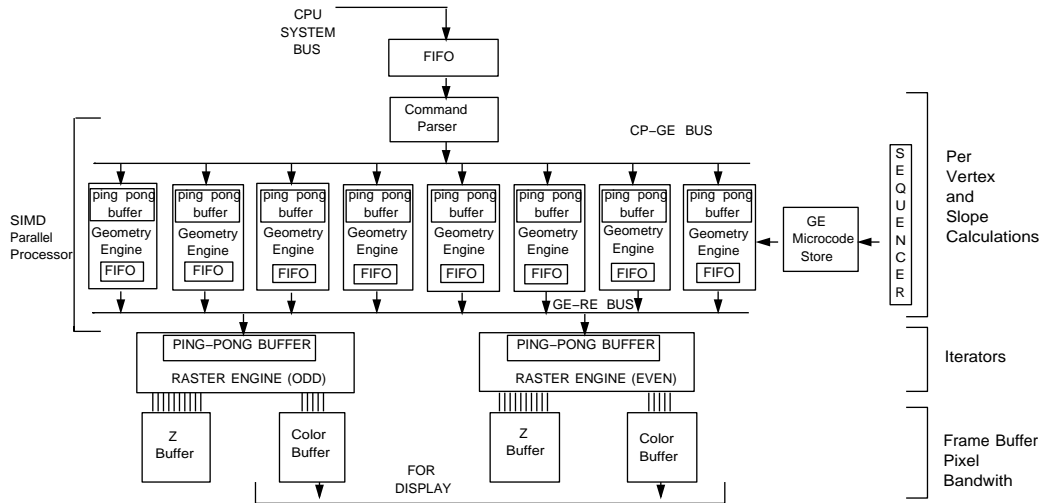 CPU
SYSTEM
BUS
FIFO
Command
Parser
CP-GE BUS
SIMD
Parallel
Processor
ping pong
buffer
Geometry
Engine
FIFO
ping pong
buffer
Geometry
Engine
FIFO
ping pong
buffer
Geometry
Engine
FIFO
ping pong
buffer
Geometry
Engine
FIFO
ping pong
buffer
Geometry
Engine
FIFO
ping pong
buffer
Geometry
Engine
FIFO
ping pong
buffer
Geometry
Engine
FIFO
ping pong
buffer
Geometry
Engine
FIFO
GE
Microcode
Store
S
E
Q
U
E
N
C
E
R
Per
Vertex
and
Slope
Calculations
GE-RE BUS
PING-PONG BUFFER
RASTER ENGINE (ODD)
PING-PONG BUFFER
RASTER ENGINE (EVEN)
Iterators
Z
Buffer
Color
Buffer
Z
Buffer
Color
Buffer
Frame Buffer
Pixel
Bandwith
FOR
DISPLAY